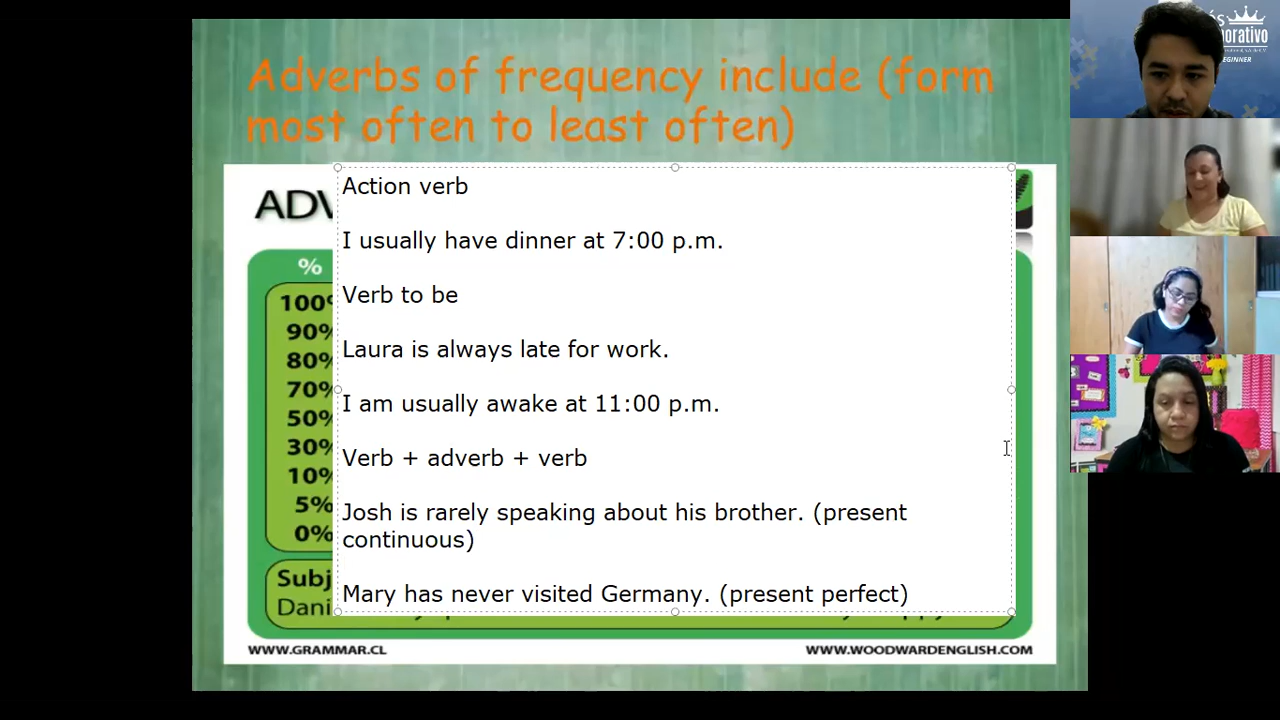 Adverbs of frequency include (form
most often to least often)
Action verb
I usually have dinner at 7:00 p.m.
Verb to be
Laura is always late for work.
I am usually awake at 11:00 p.m.
Verb + adverb + verb
Josh is rarely speaking about his brother. (present
continuous)
Mary has never visited Germany. (present perfect)
ADV
%
100%
90%
80%
70%
50%
30%
10%
5%
0%
Subj
Dani
WWW.GRAMMAR.CL
WWW.WOODWARDENGLISH.COM